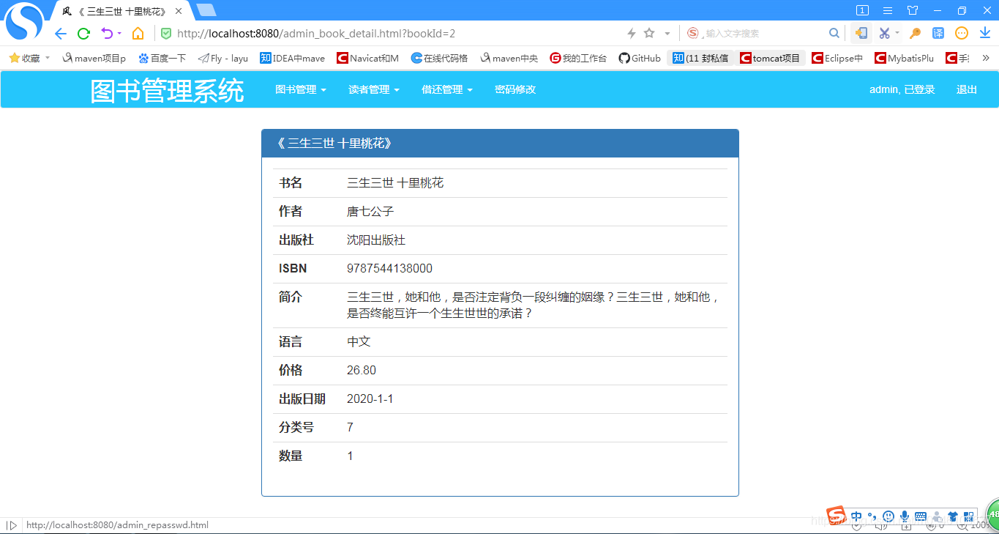 《 三生三世 十里桃花》
1
http://localhost:8080/admin_book_detail.html?bookId=2
输入文字搜索
收藏 maven项目p 百度一下 Fly - layu 知 IDEA中mave Navicat和M 在线代码格 maven中央 我的工作台 GitHub 知 (11 封私信 tomcat项目 Eclipse中 MybatisPlu
图书管理系统 图书管理 读者管理 借还管理 密码修改 admin, 已登录 退出
《 三生三世 十里桃花》
书名 三生三世 十里桃花
作者 唐七公子
出版社 沈阳出版社
ISBN 9787544138000
简介 三生三世，她和他，是否注定背负一段纠缠的姻缘？三生三世，她和他，
是否终能互许一个生生世世的承诺？
语言 中文
价格 26.80
出版日期 2020-1-1
分类号 7
数量 1
中
48
http://localhost:8080/admin_repasswd.html